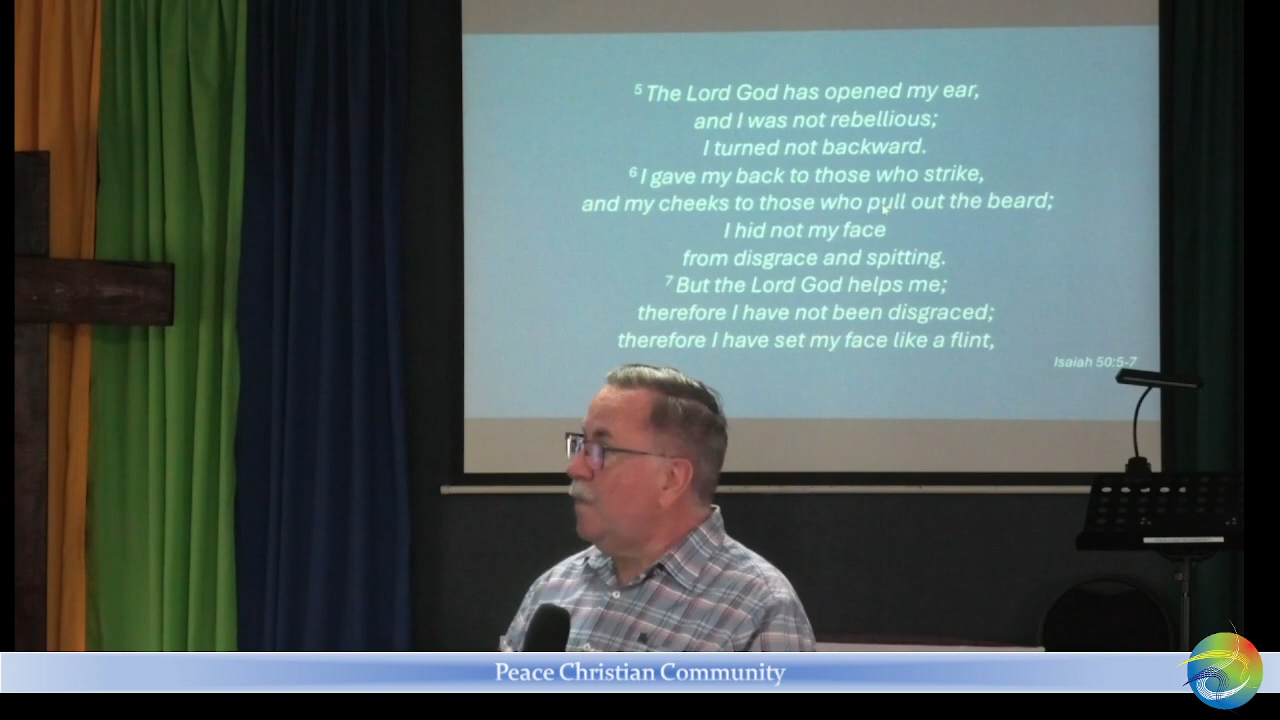 ⁵ The Lord God has opened my ear,
and I was not rebellious;
I turned not backward.
⁶ I gave my back to those who strike,
and my cheeks to those who pull out the beard;
I hid not my face
from disgrace and spitting.
⁷ But the Lord God helps me;
therefore I have not been disgraced;
therefore I have set my face like a flint,
Isaiah 50:5-7
Peace Christian Community